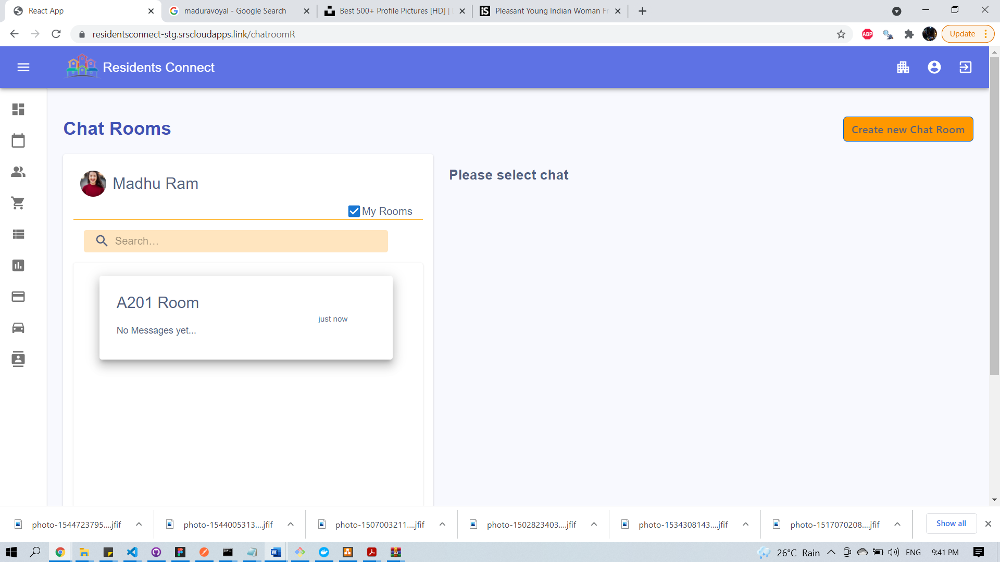 React App
maduravoyal - Google Search
Best 500+ Profile Pictures [HD] |
Pleasant Young Indian Woman Fr
residentsconnect-stg.srscloudapps.link/chatroomR
ABP
Update
Residents Connect
Chat Rooms
Create new Chat Room
Madhu Ram
Please select chat
My Rooms
Search...
A201 Room
just now
No Messages yet...
photo-1544723795....jfif
photo-1544005313....jfif
photo-1507003211....jfif
photo-1502823403....jfif
photo-1534308143....jfif
photo-1517070208....jfif
Show all
26°C Rain
ENG
9:41 PM